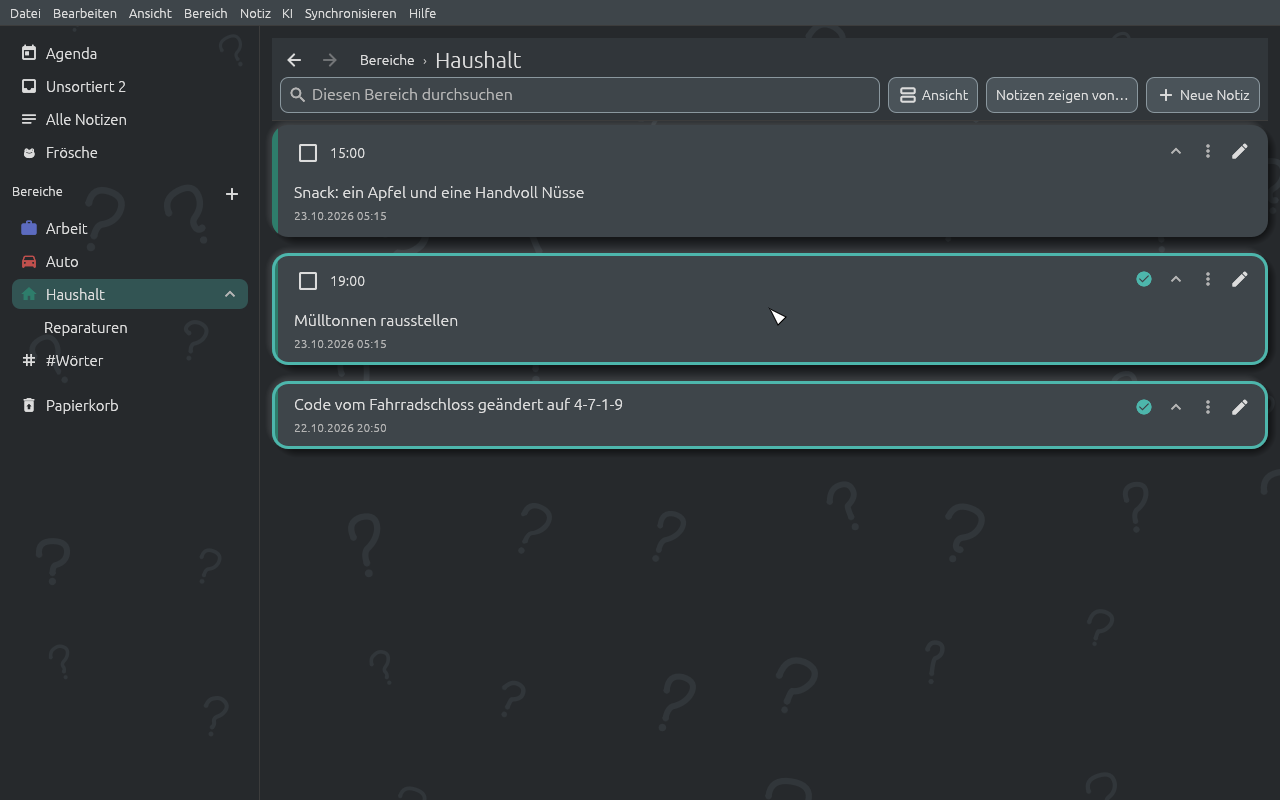 Datei Bearbeiten Ansicht Bereich Notiz KI Synchronisieren Hilfe
Agenda
Unsortiert 2
Alle Notizen
Frösche
Bereiche
Arbeit
Auto
Haushalt
Reparaturen
#Wörter
Papierkorb
Bereiche › Haushalt
Diesen Bereich durchsuchen
Ansicht
Notizen zeigen von…
Neue Notiz
15:00
Snack: ein Apfel und eine Handvoll Nüsse
23.10.2026 05:15
19:00
Mülltonnen rausstellen
23.10.2026 05:15
Code vom Fahrradschloss geändert auf 4-7-1-9
22.10.2026 20:50